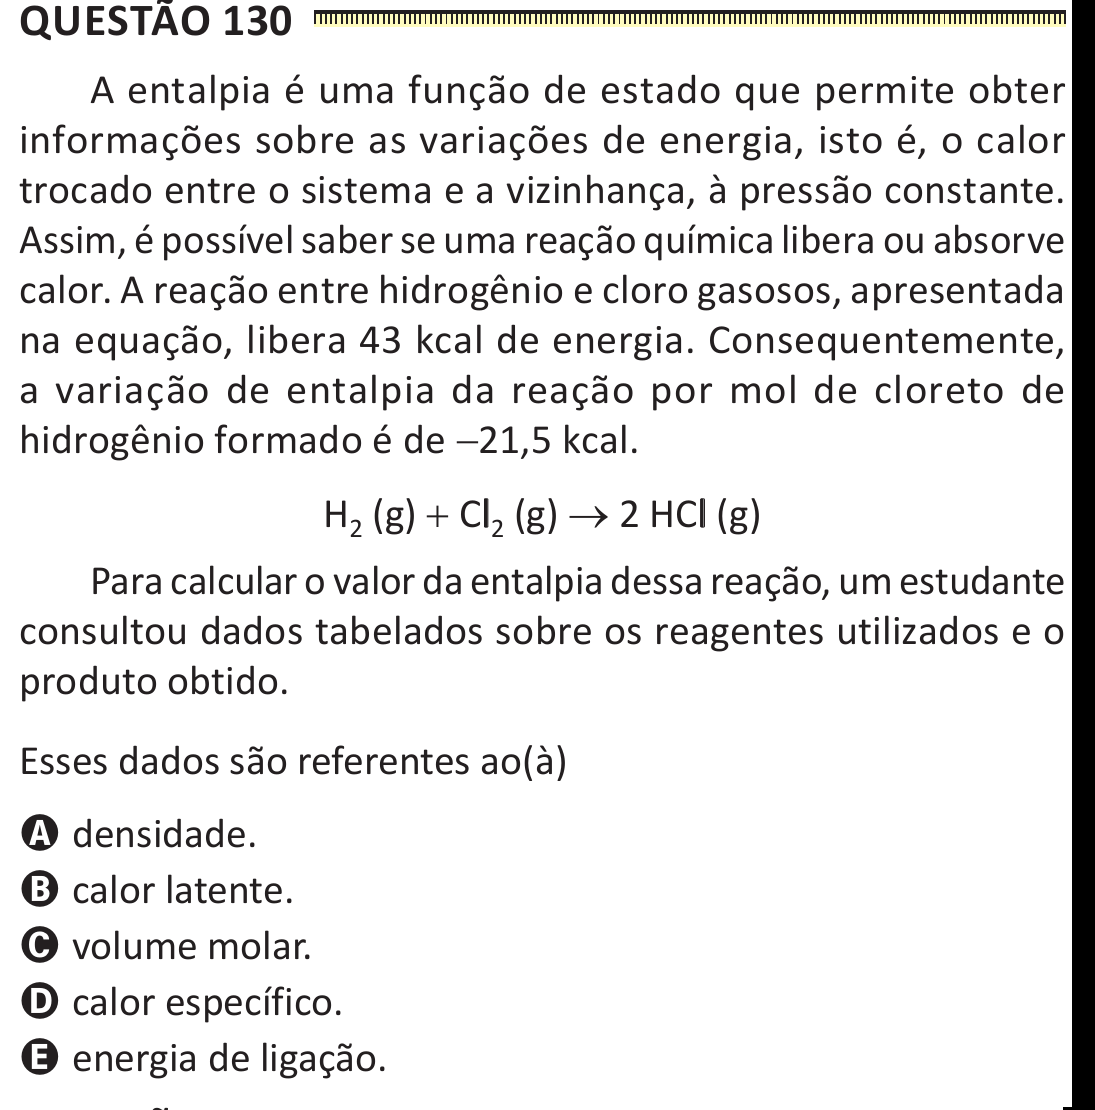 QUESTÃO 130
A entalpia é uma função de estado que permite obter
informações sobre as variações de energia, isto é, o calor
trocado entre o sistema e a vizinhança, à pressão constante.
Assim, é possível saber se uma reação química libera ou absorve
calor. A reação entre hidrogênio e cloro gasosos, apresentada
na equação, libera 43 kcal de energia. Consequentemente,
a variação de entalpia da reação por mol de cloreto de
hidrogênio formado é de –21,5 kcal.
H₂ (g) + Cl₂ (g) → 2 HCl (g)
Para calcular o valor da entalpia dessa reação, um estudante
consultou dados tabelados sobre os reagentes utilizados e o
produto obtido.
Esses dados são referentes ao(à)
A densidade.
B calor latente.
C volume molar.
D calor específico.
E energia de ligação.